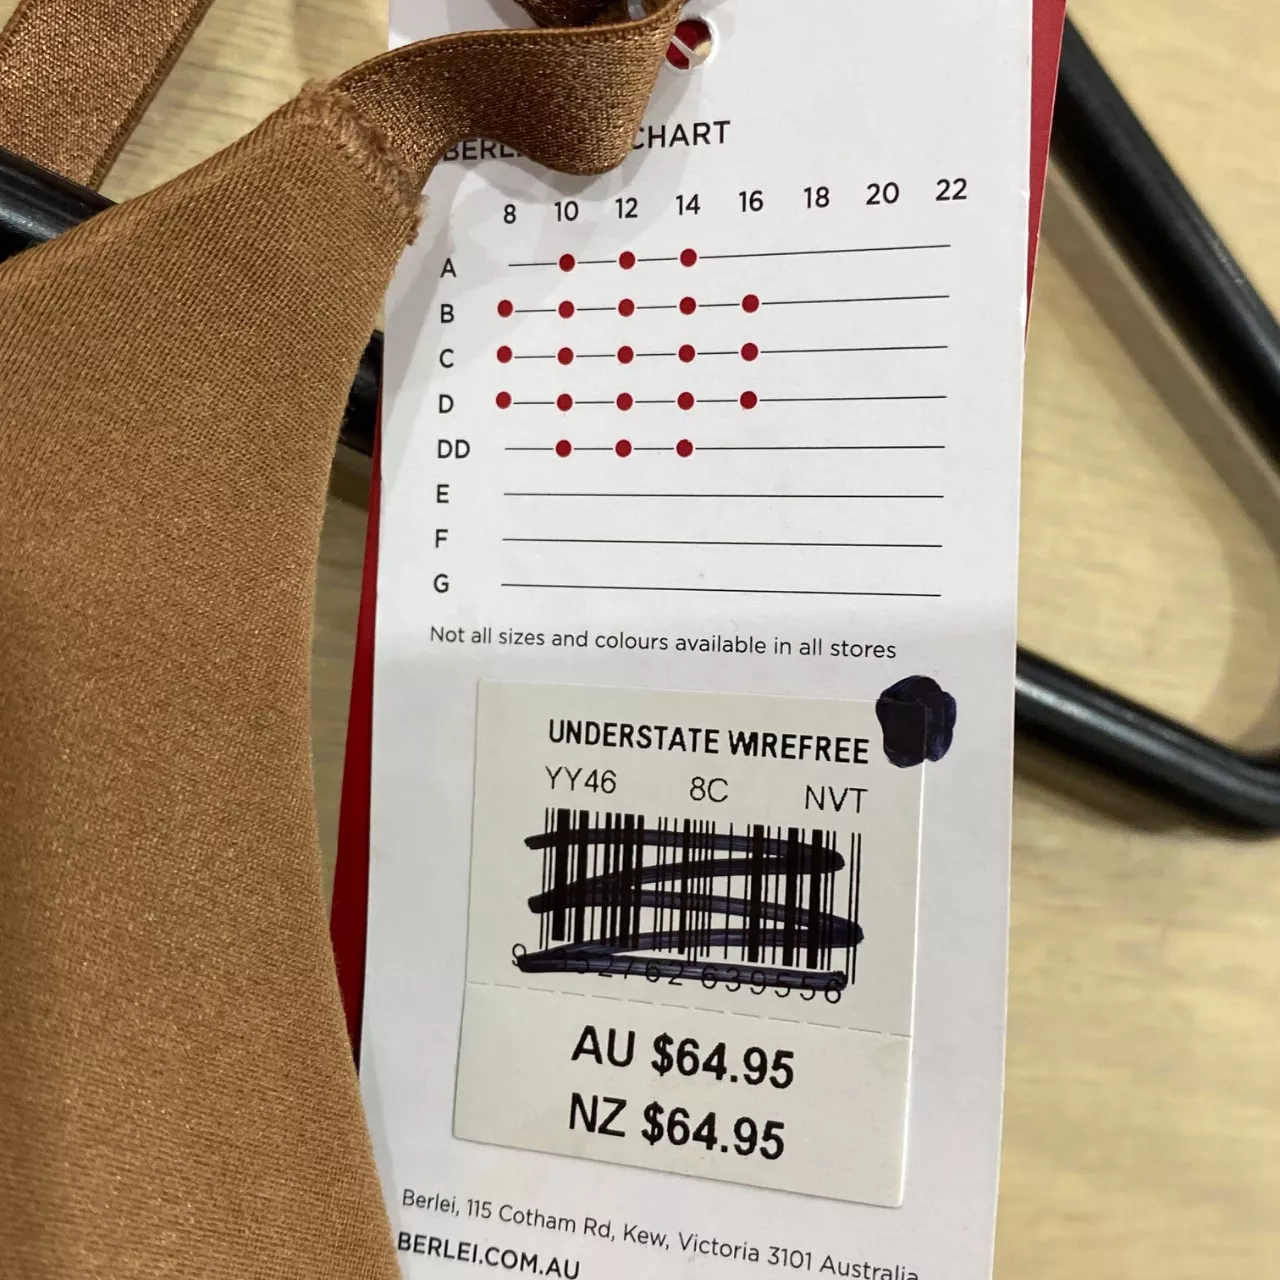 CHART
8 10 12 14 16 18 20 22
A
B
C
D
DD
E
F
G
Not all sizes and colours available in all stores
UNDERSTATE WIREFREE
YY46 8C NVT
AU $64.95
NZ $64.95
Berlei, 115 Cotham Rd, Kew, Victoria 3101 Australia
BERLEI.COM.AU